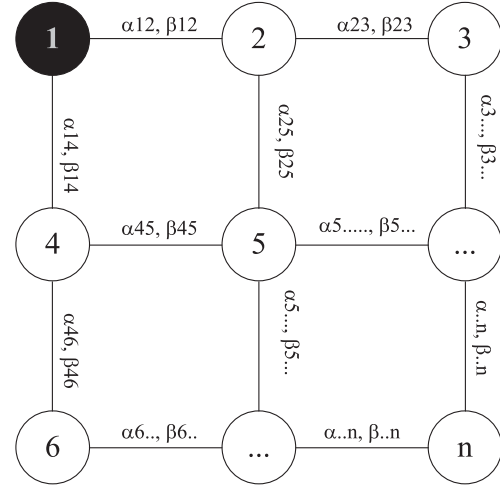 1
α12, β12
2
α23, β23
3
α14, β14
α25, β25
α3..., β3...
4
α45, β45
5
α5....., β5...
...
α46, β46
α5..., β5...
α..n, β..n
6
α6.., β6..
...
α..n, β..n
n